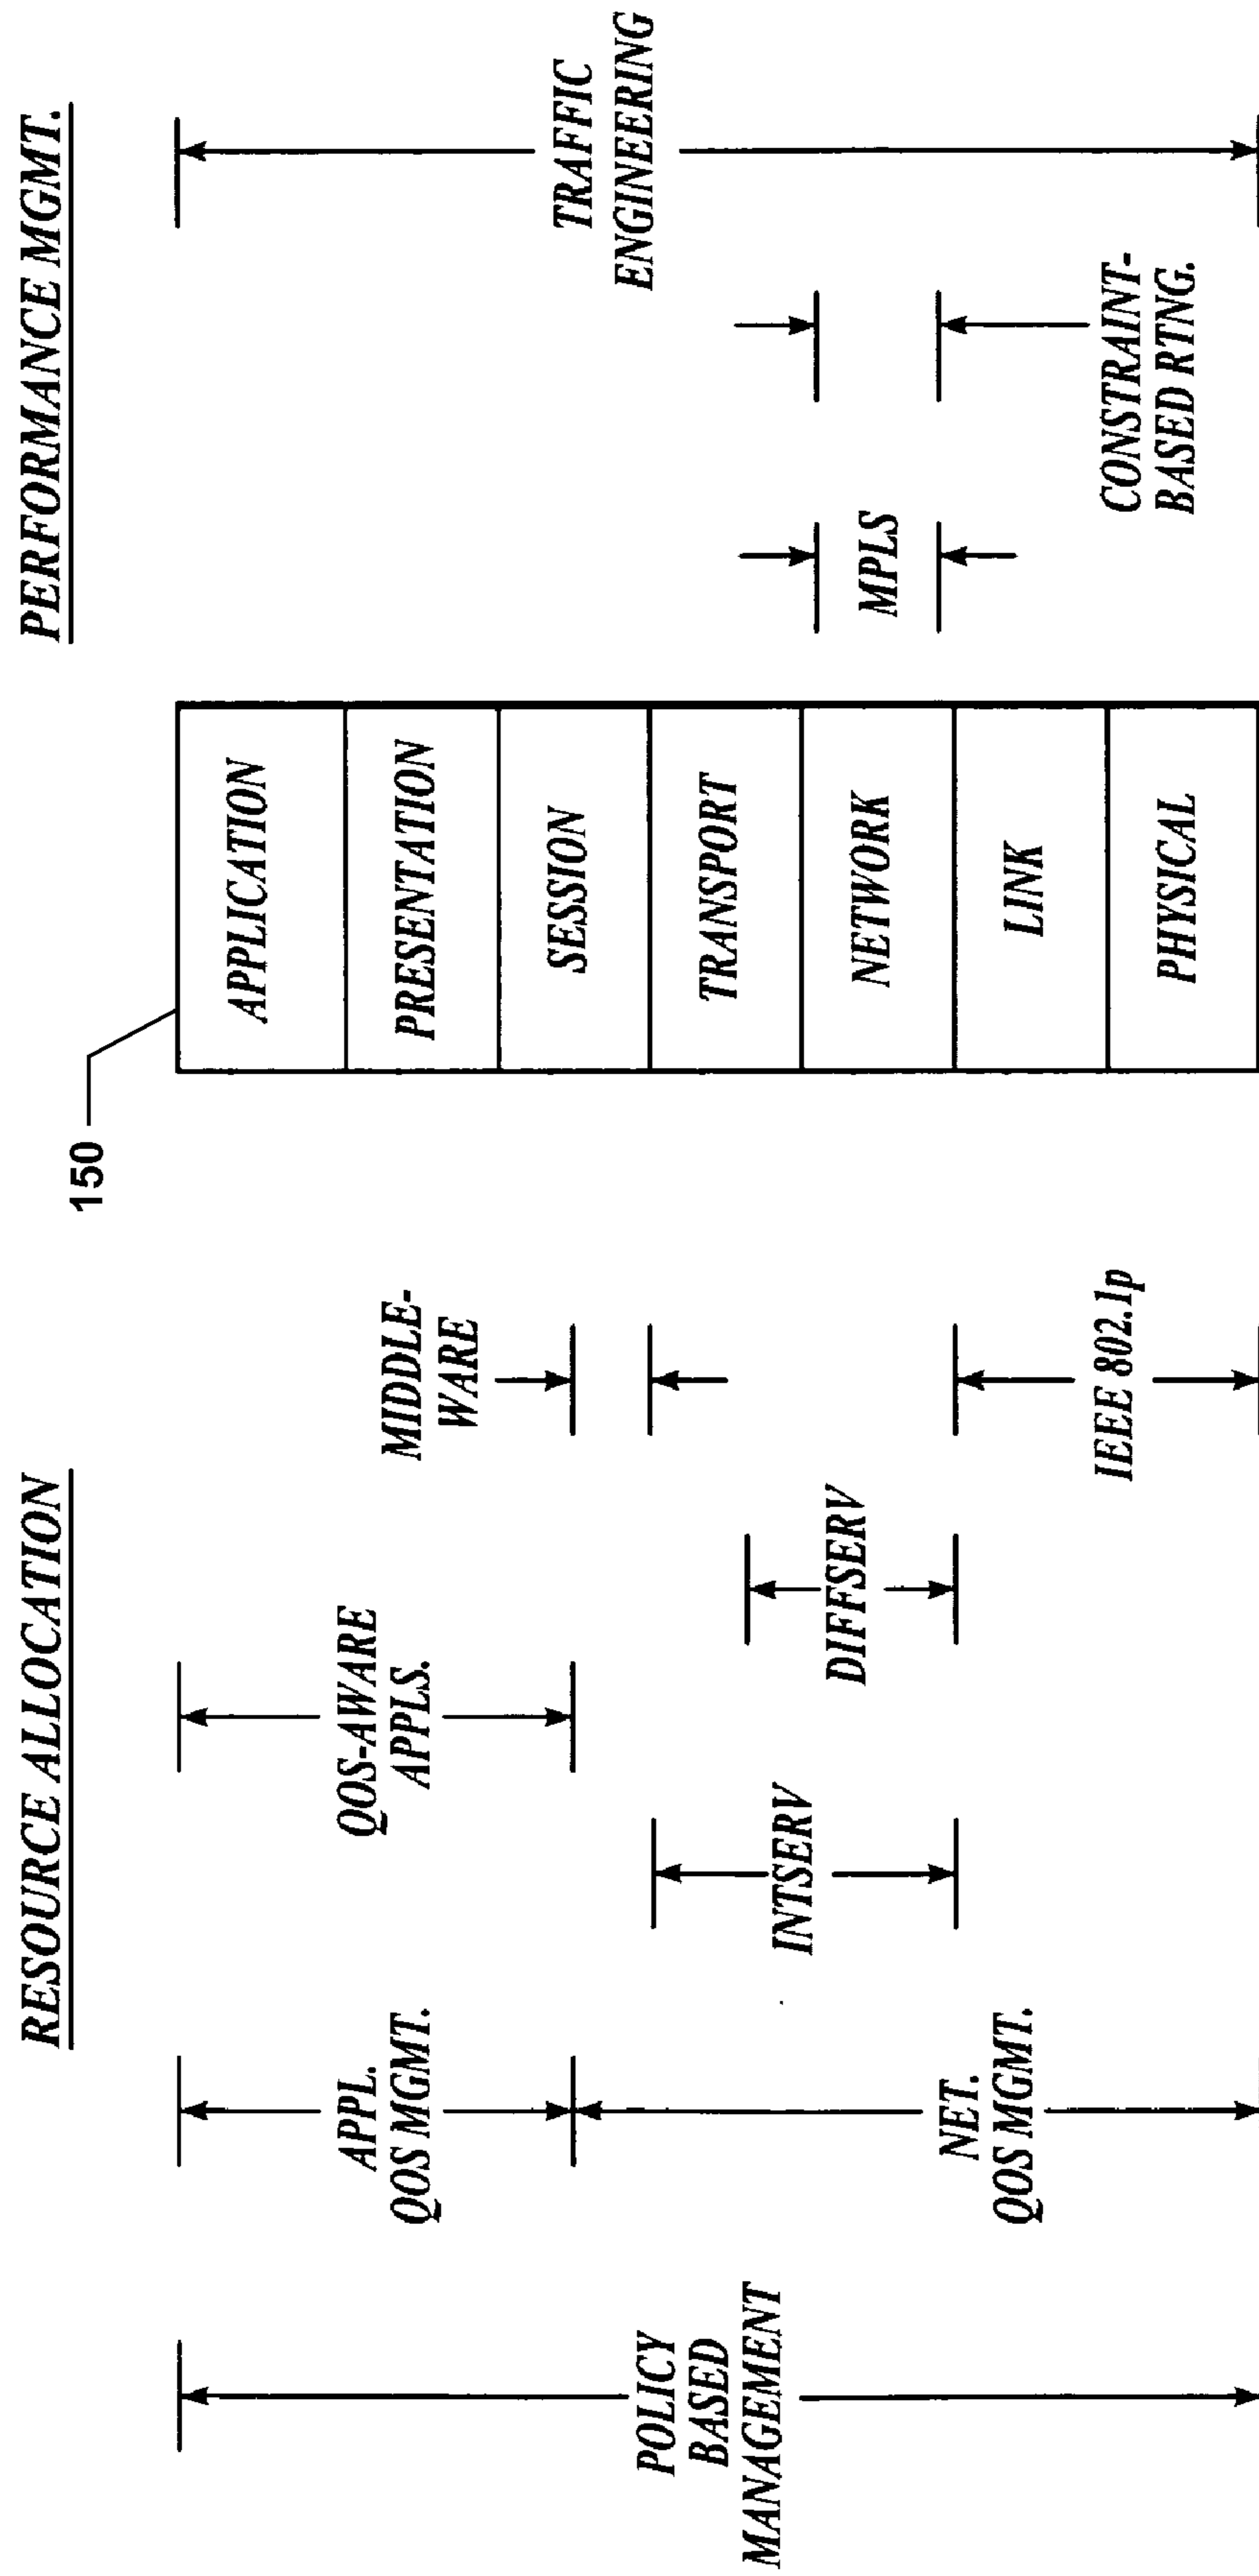 RESOURCE ALLOCATION
PERFORMANCE MGMT.
150
POLICY
BASED
MANAGEMENT
APPL.
QOS MGMT.
NET.
QOS MGMT.
QOS-AWARE
APPLS.
INTSERV
DIFFSERV
MIDDLE-
WARE
IEEE 802.1p
APPLICATION
PRESENTATION
SESSION
TRANSPORT
NETWORK
LINK
PHYSICAL
MPLS
CONSTRAINT-
BASED RTNG.
TRAFFIC
ENGINEERING